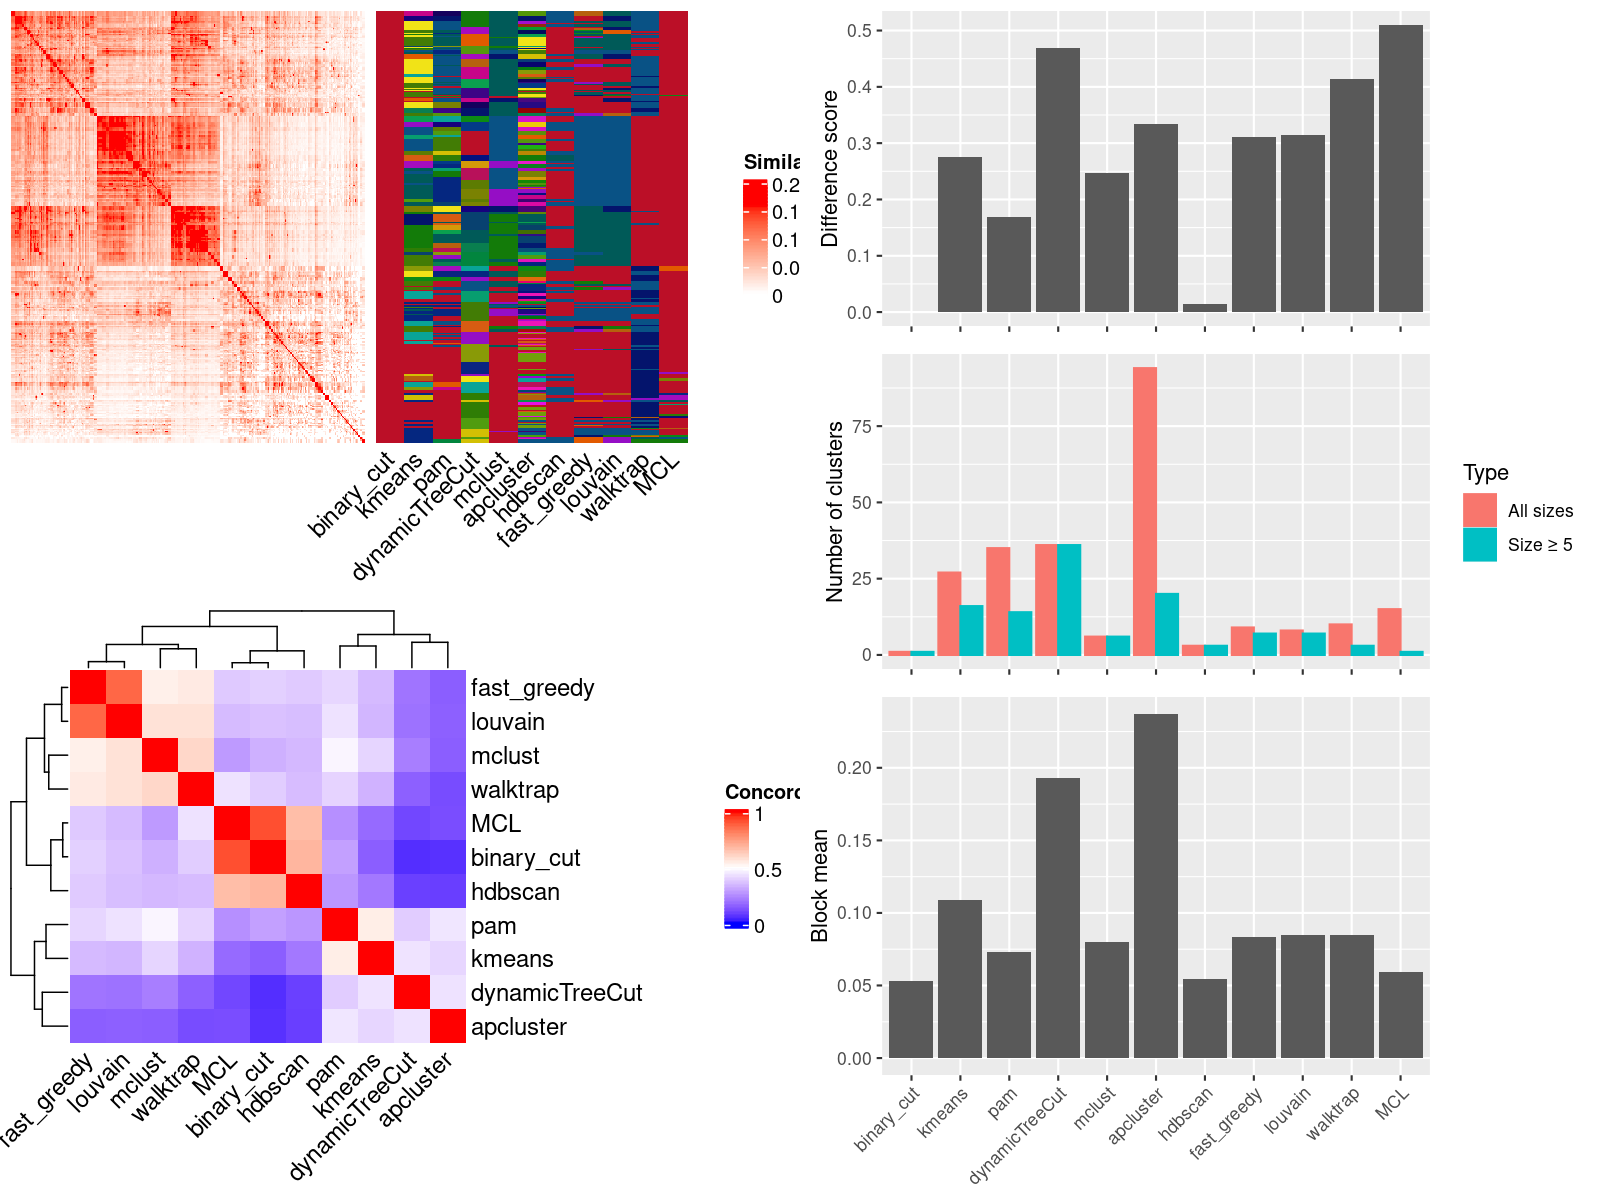 Simila
0.2
0.1
0.1
0.0
0
binary_cut
kmeans
pam
dynamicTreeCut
mclust
apcluster
hdbscan
fast_greedy
louvain
walktrap
MCL
fast_greedy
louvain
mclust
walktrap
MCL
binary_cut
hdbscan
pam
kmeans
dynamicTreeCut
apcluster
fast_greedy
louvain
mclust
walktrap
MCL
binary_cut
hdbscan
pam
kmeans
dynamicTreeCut
apcluster
Concord
1
0.5
0
Difference score
0.5
0.4
0.3
0.2
0.1
0.0
Number of clusters
75
50
25
0
Type
All sizes
Size ≥ 5
Block mean
0.20
0.15
0.10
0.05
0.00
binary_cut
kmeans
pam
dynamicTreeCut
mclust
apcluster
hdbscan
fast_greedy
louvain
walktrap
MCL